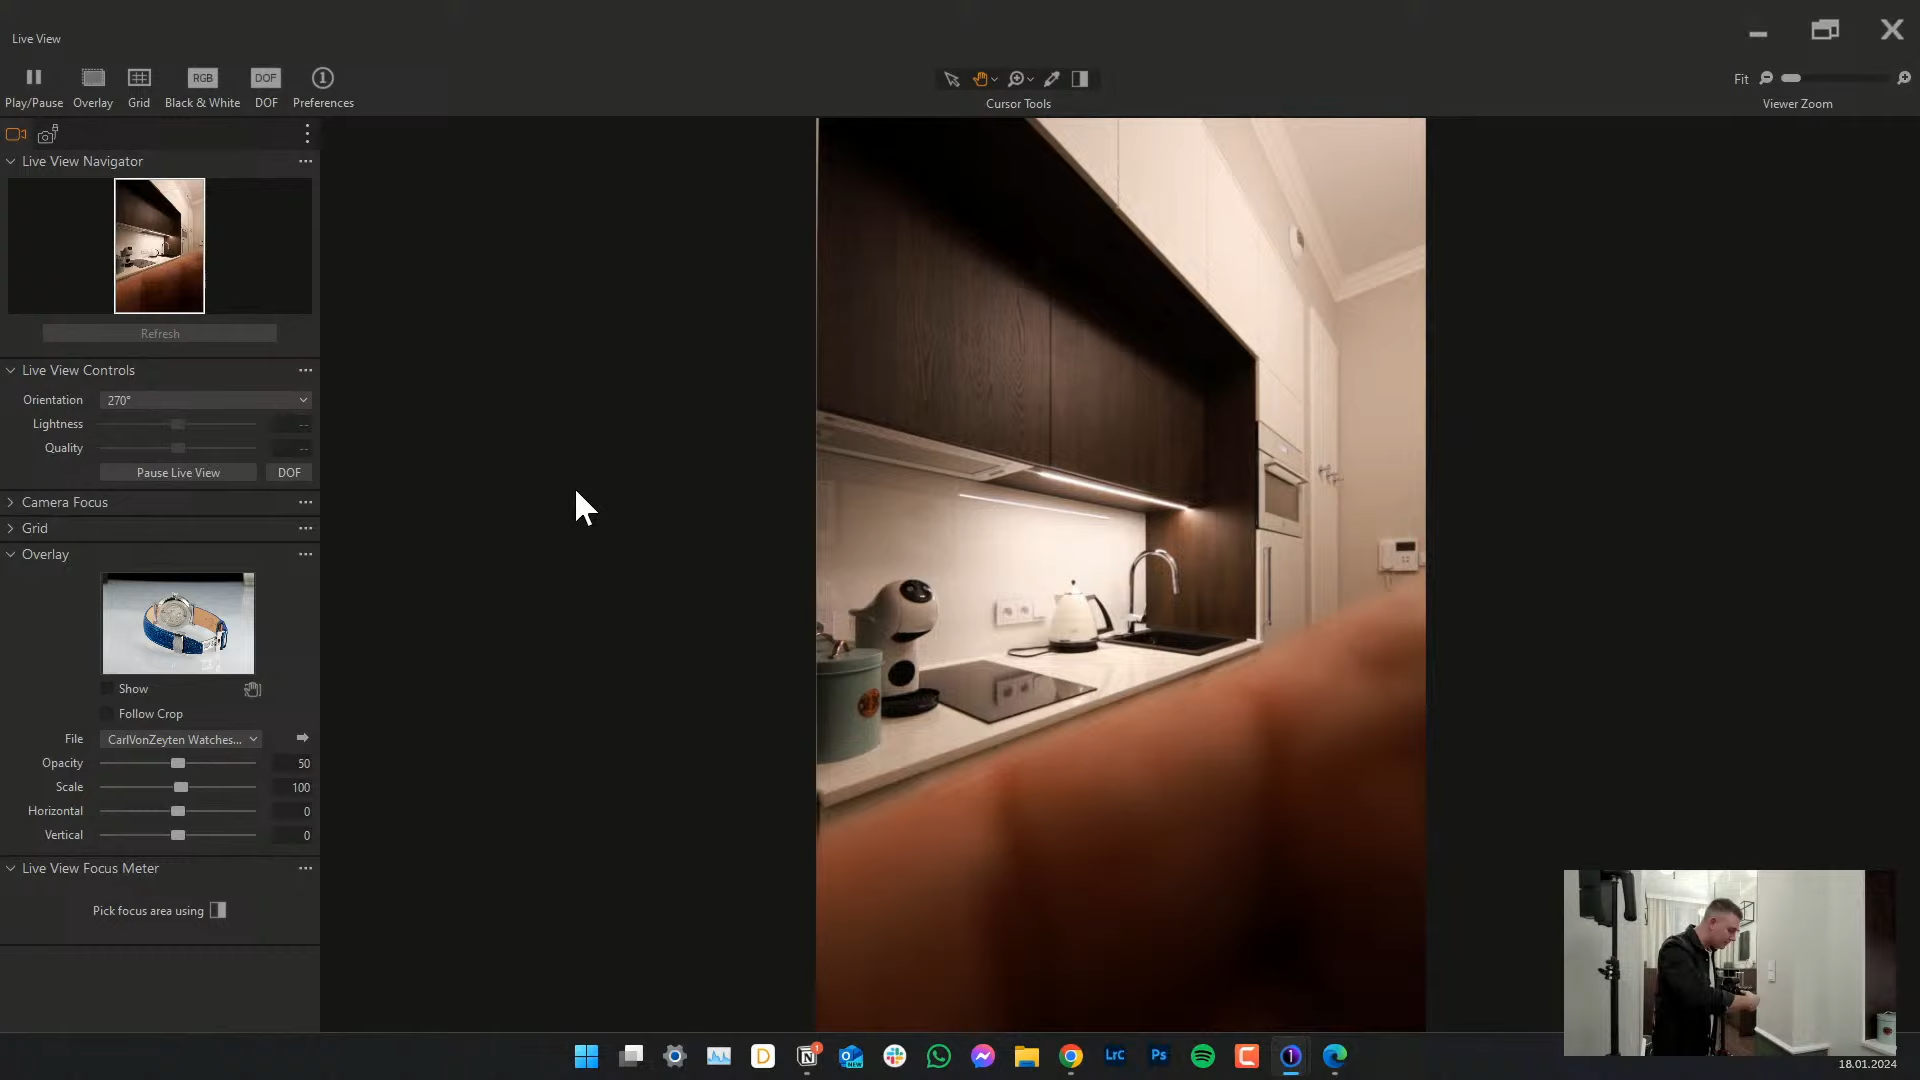 Live View
Play/Pause
Overlay
Grid
RGB
Black & White
DOF
DOF
Preferences
Cursor Tools
Fit
Viewer Zoom
Live View Navigator
Refresh
Live View Controls
Orientation 270°
Lightness --
Quality --
Pause Live View DOF
Camera Focus
Grid
Overlay
Show
Follow Crop
File CarlVonZeyten Watches...
Opacity 50
Scale 100
Horizontal 0
Vertical 0
Live View Focus Meter
Pick focus area using
D
N 1
NEW
LrC
Ps
1
18.01.2024